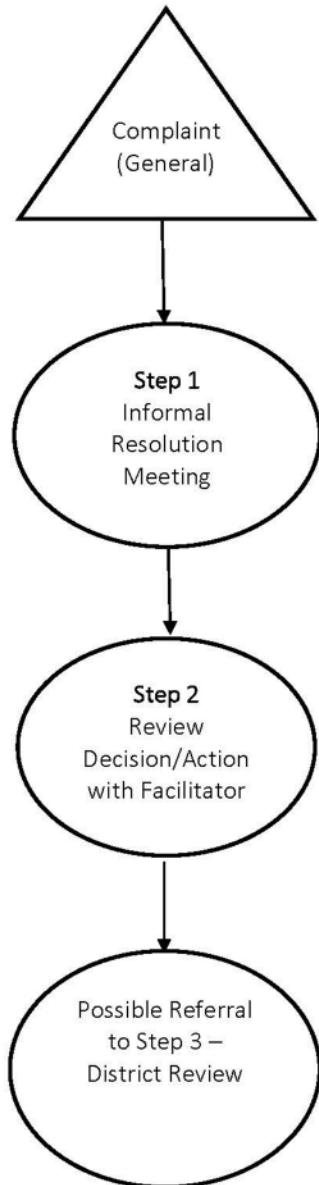 Complaint
(General)
Step 1
Informal
Resolution
Meeting
Step 2
Review
Decision/Action
with Facilitator
Possible Referral
to Step 3 –
District Review